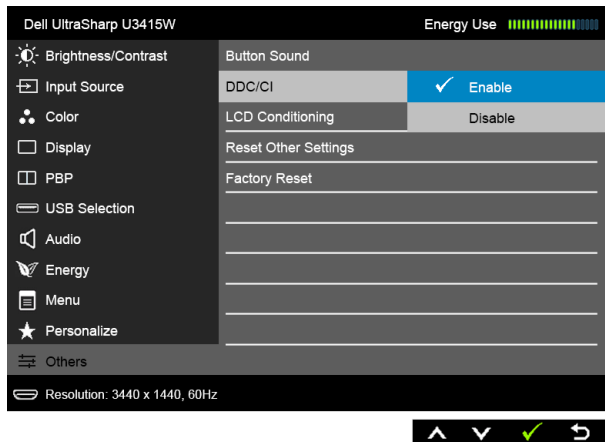 Dell UltraSharp U3415W
Energy Use
Brightness/Contrast
Input Source
Color
Display
PBP
USB Selection
Audio
Energy
Menu
Personalize
Others
Button Sound
DDC/CI
LCD Conditioning
Reset Other Settings
Factory Reset
Enable
Disable
Resolution: 3440 x 1440, 60Hz